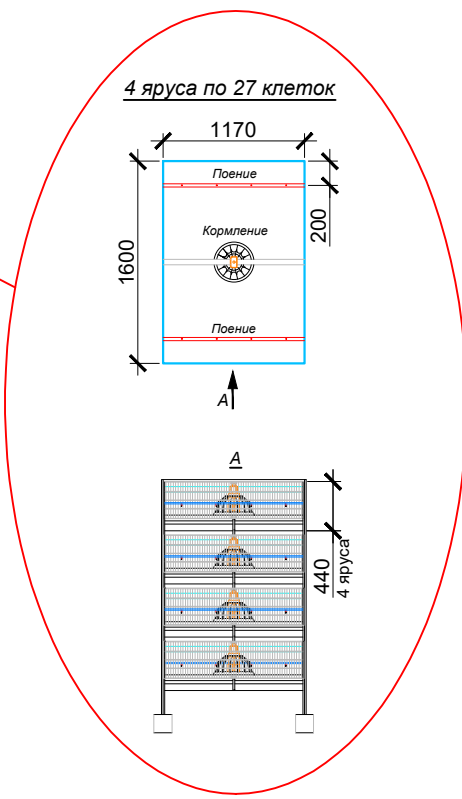 4 яруса по 27 клеток
1170
Поение
200
Кормление
1600
Поение
А
А
440
4 яруса